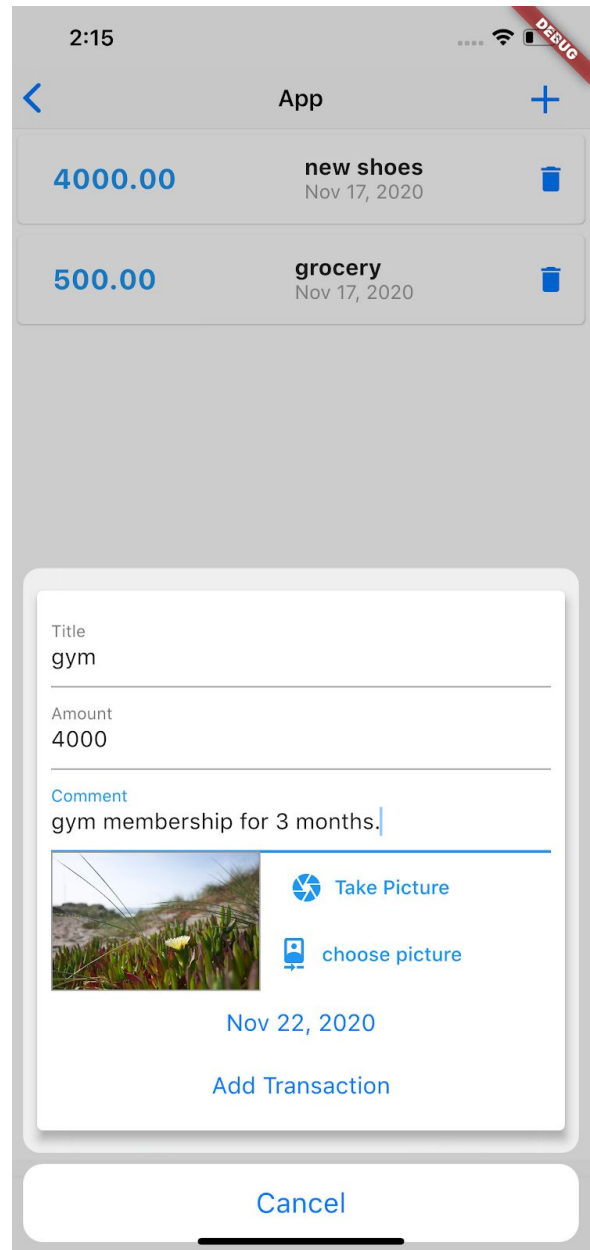 2:15
DEBUG
App
4000.00
new shoes
Nov 17, 2020
500.00
grocery
Nov 17, 2020
Title
gym
Amount
4000
Comment
gym membership for 3 months.
Take Picture
choose picture
Nov 22, 2020
Add Transaction
Cancel